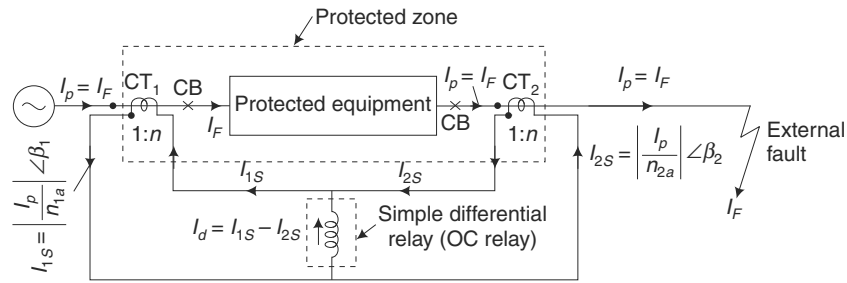 Protected zone
I_p = I_F
CT_1
CB
I_p = I_F
CT_2
I_p = I_F
Protected equipment
I_F
CB
1:n
1:n
External
fault
I_1S = |I_p / n_1a| ∠β_1
I_1S
I_2S
I_2S = |I_p / n_2a| ∠β_2
I_F
I_d = I_1S − I_2S
Simple differential
relay (OC relay)